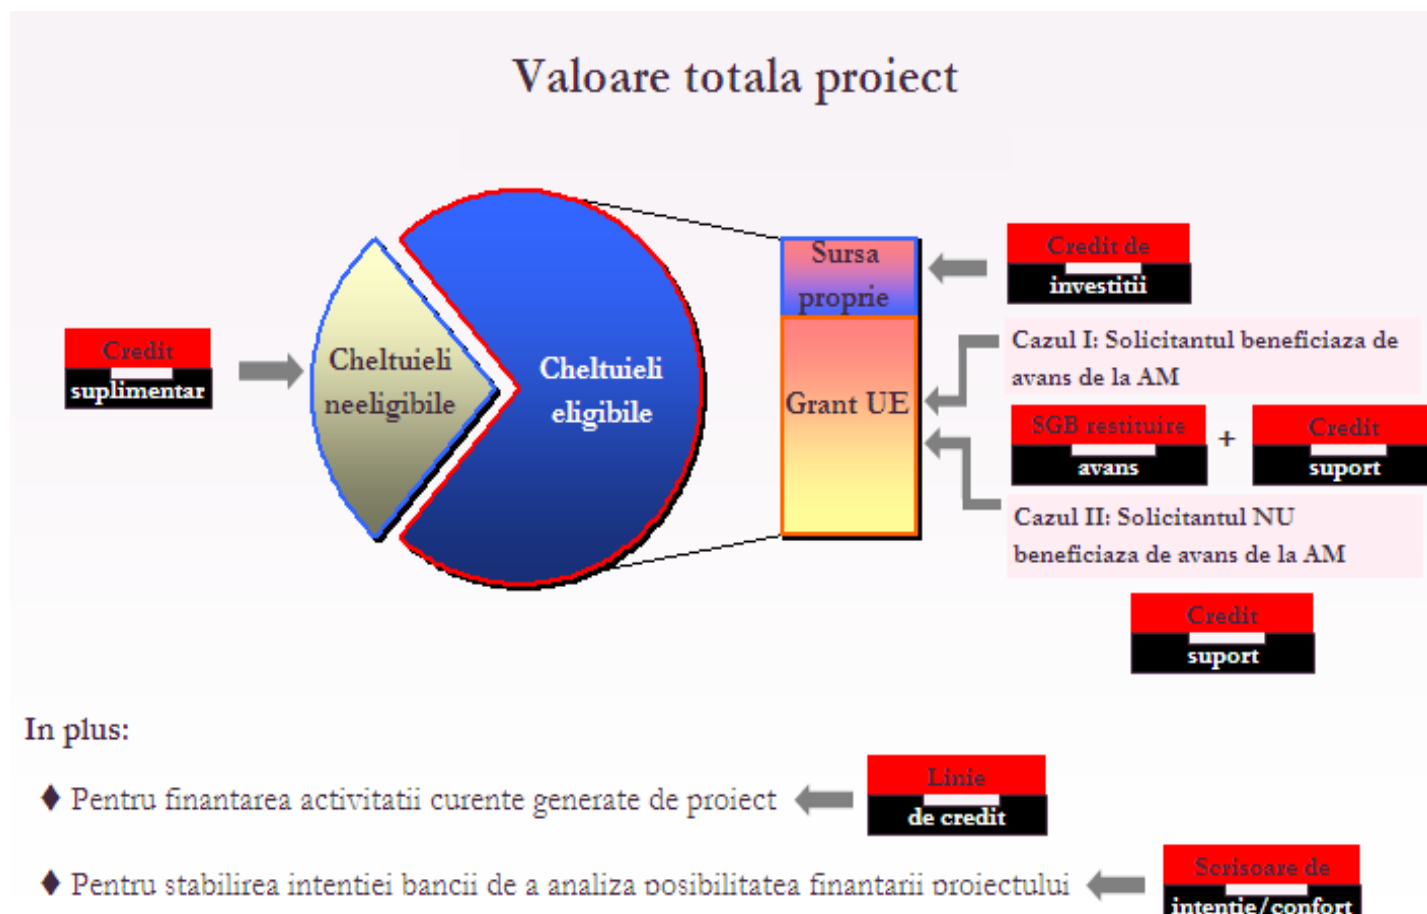 Valoare totala proiect
Credit
suplimentar
Cheltuieli
neeligibile
Cheltuieli
eligibile
Sursa
proprie
Grant UE
Credit de
investitii
Cazul I: Solicitantul beneficiaza de
avans de la AM
SGB restituire
avans
+
Credit
suport
Cazul II: Solicitantul NU
beneficiaza de avans de la AM
Credit
suport
In plus:
♦ Pentru finantarea activitatii curente generate de proiect
Linie
de credit
♦ Pentru stabilirea intentiei bancii de a analiza posibilitatea finantarii proiectului
Scrisoare de
intentie/confort